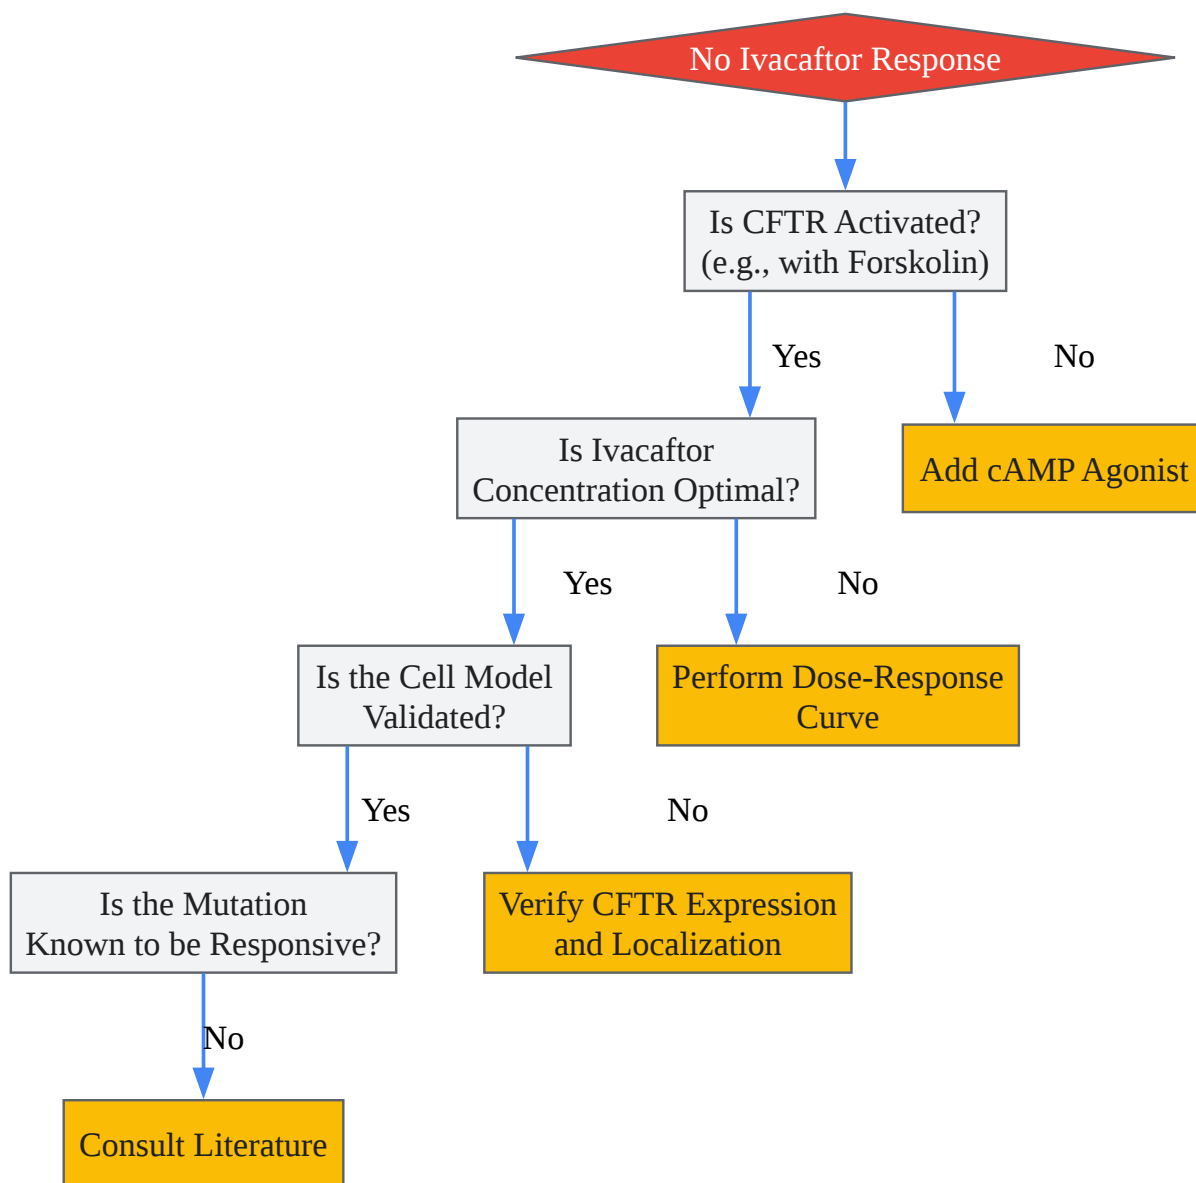 No Ivacaftor Response
Is CFTR Activated?
(e.g., with Forskolin)
Yes
No
Is Ivacaftor
Concentration Optimal?
Add cAMP Agonist
Yes
No
Is the Cell Model
Validated?
Perform Dose-Response
Curve
Yes
No
Is the Mutation
Known to be Responsive?
Verify CFTR Expression
and Localization
No
Consult Literature